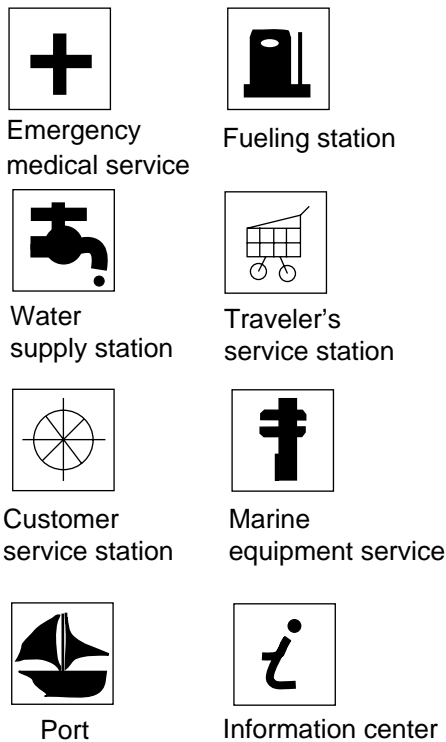 Emergency
medical service
Fueling station
Water
supply station
Traveler's
service station
Customer
service station
Marine
equipment service
Port
Information center